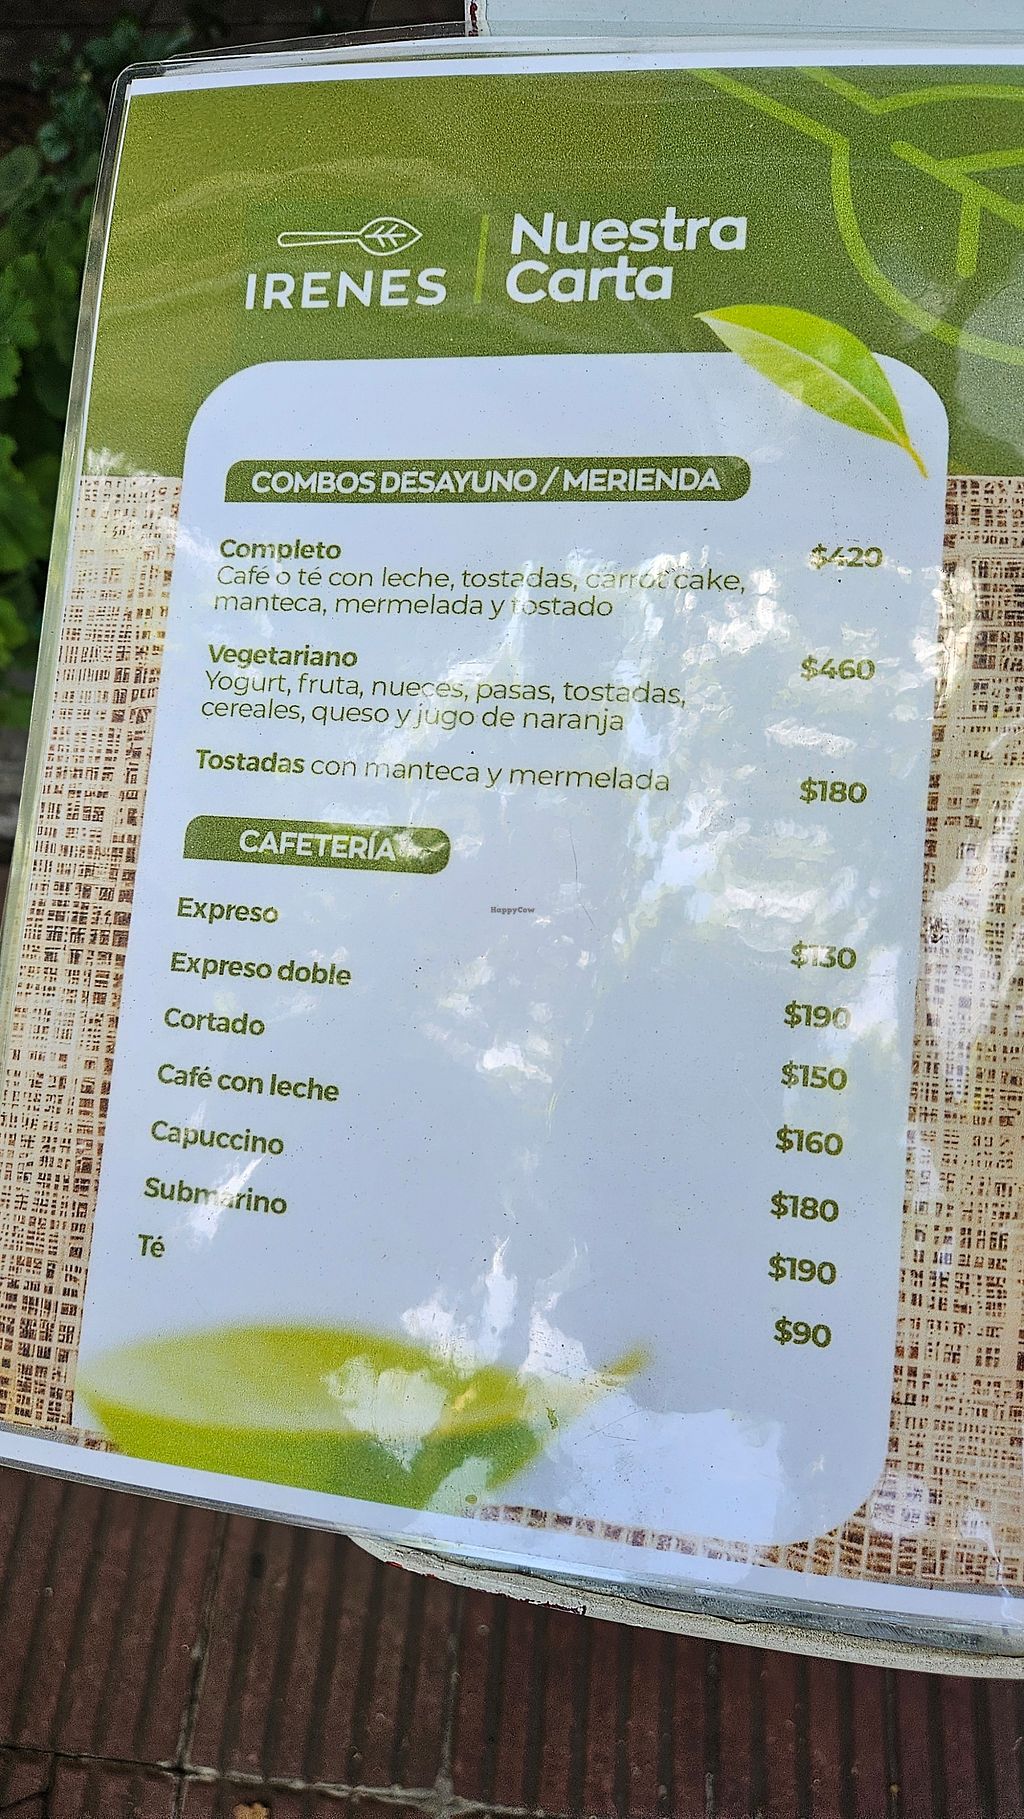 IRENES
Nuestra
Carta
COMBOS DESAYUNO / MERIENDA
Completo $420
Café o té con leche, tostadas, carrot cake,
manteca, mermelada y tostado
Vegetariano $460
Yogurt, fruta, nueces, pasas, tostadas,
cereales, queso y jugo de naranja
Tostadas con manteca y mermelada $180
CAFETERÍA
Expreso $130
Expreso doble $190
Cortado $150
Café con leche $160
Capuccino $180
Submarino $190
Té $90
HappyCow